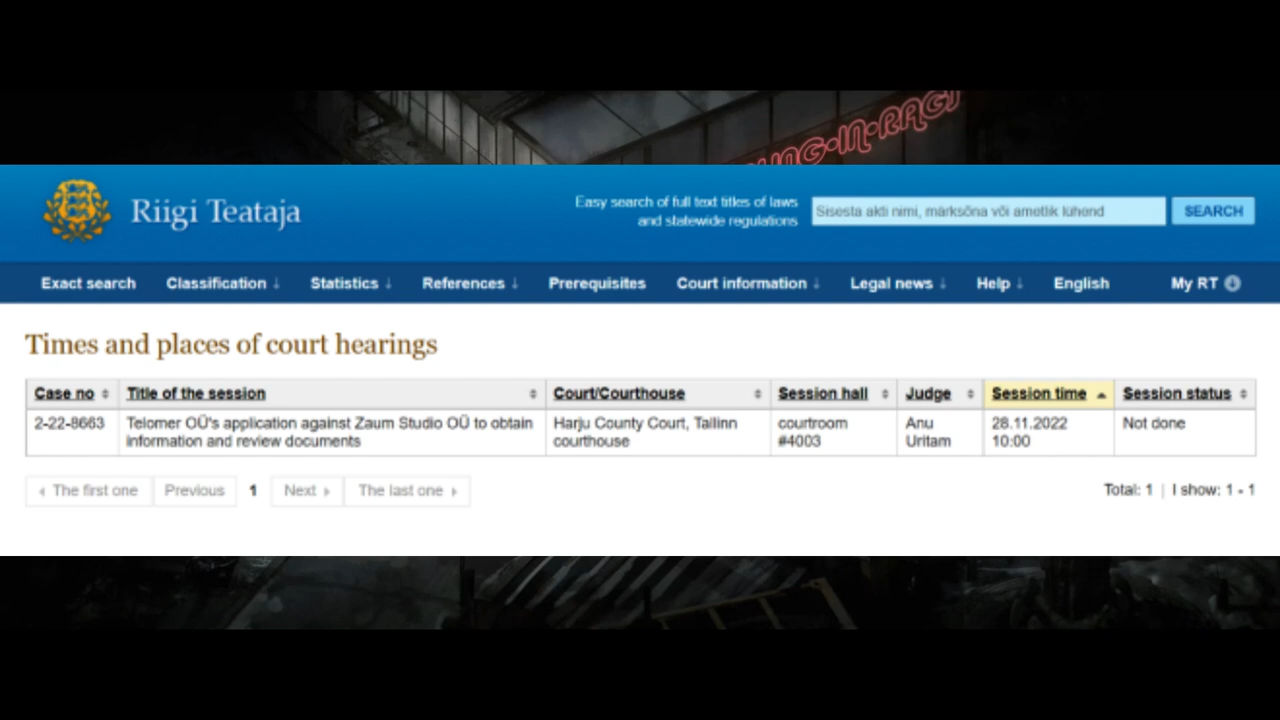 UNG-IN-RAGE
Riigi Teataja
Easy search of full text titles of laws
and statewide regulations
Sisesta akti nimi, märksõna või ametlik lühend
SEARCH
Exact search Classification ↓ Statistics ↓ References ↓ Prerequisites Court information ↓ Legal news ↓ Help ↓ English My RT
Times and places of court hearings
Case no Title of the session Court/Courthouse Session hall Judge Session time Session status
2-22-8663 Telomer OÜ's application against Zaum Studio OÜ to obtain Harju County Court, Tallinn courtroom Anu 28.11.2022 Not done
information and review documents courthouse #4003 Uritam 10:00
The first one Previous 1 Next The last one Total: 1 | I show: 1 - 1